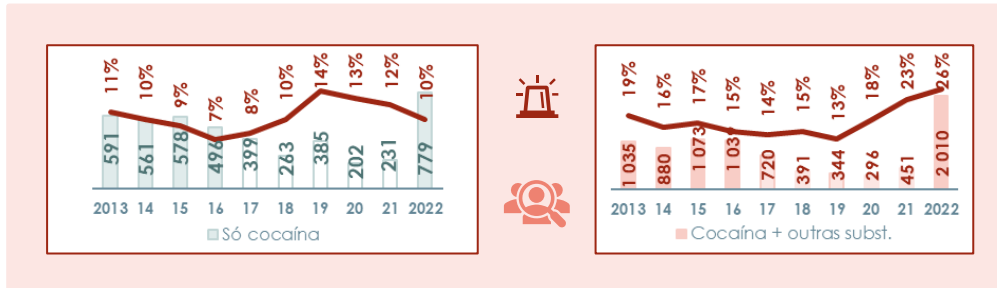 11% 10% 9% 7% 8% 10% 14% 13% 12% 10%
591 561 578 496 399 263 385 202 231 779
2013 14 15 16 17 18 19 20 21 2022
Só cocaína
19% 16% 17% 15% 14% 15% 13% 18% 23% 26%
1 035 880 1 073 1 03 720 391 344 296 451 2 010
2013 14 15 16 17 18 19 20 21 2022
Cocaína + outras subst.